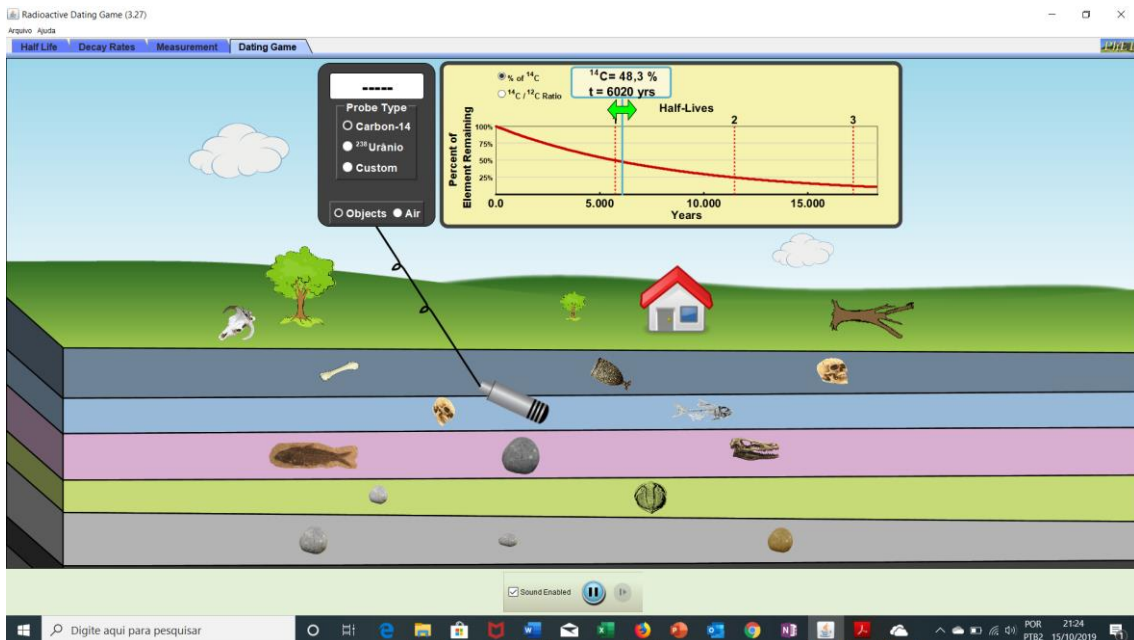 Radioactive Dating Game (3.27)
Arquivo Ajuda
Half Life Decay Rates Measurement Dating Game
PhET
-----
Probe Type
Carbon-14
²³⁸Urânio
Custom
Objects Air
% of ¹⁴C
¹⁴C / ¹²C Ratio
¹⁴C= 48,3 %
t = 6020 yrs
Half-Lives
1 2 3
Percent of
Element Remaining
100%
75%
50%
25%
0.0 5.000 10.000 15.000
Years
Sound Enabled
Digite aqui para pesquisar
POR
PTB2
21:24
15/10/2019